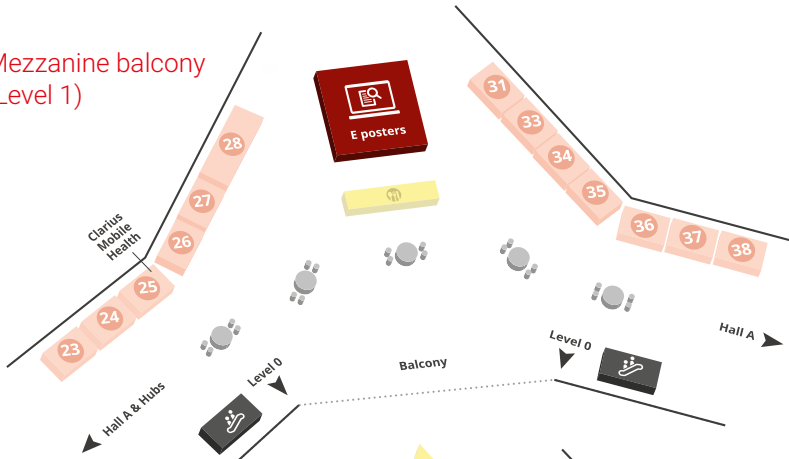 Mezzanine balcony
Level 1)
E posters
31
33
34
35
36
37
38
28
27
26
Clarius
Mobile
Health
25
24
23
Hall A
Level 0
Balcony
Level 0
Hall A & Hubs